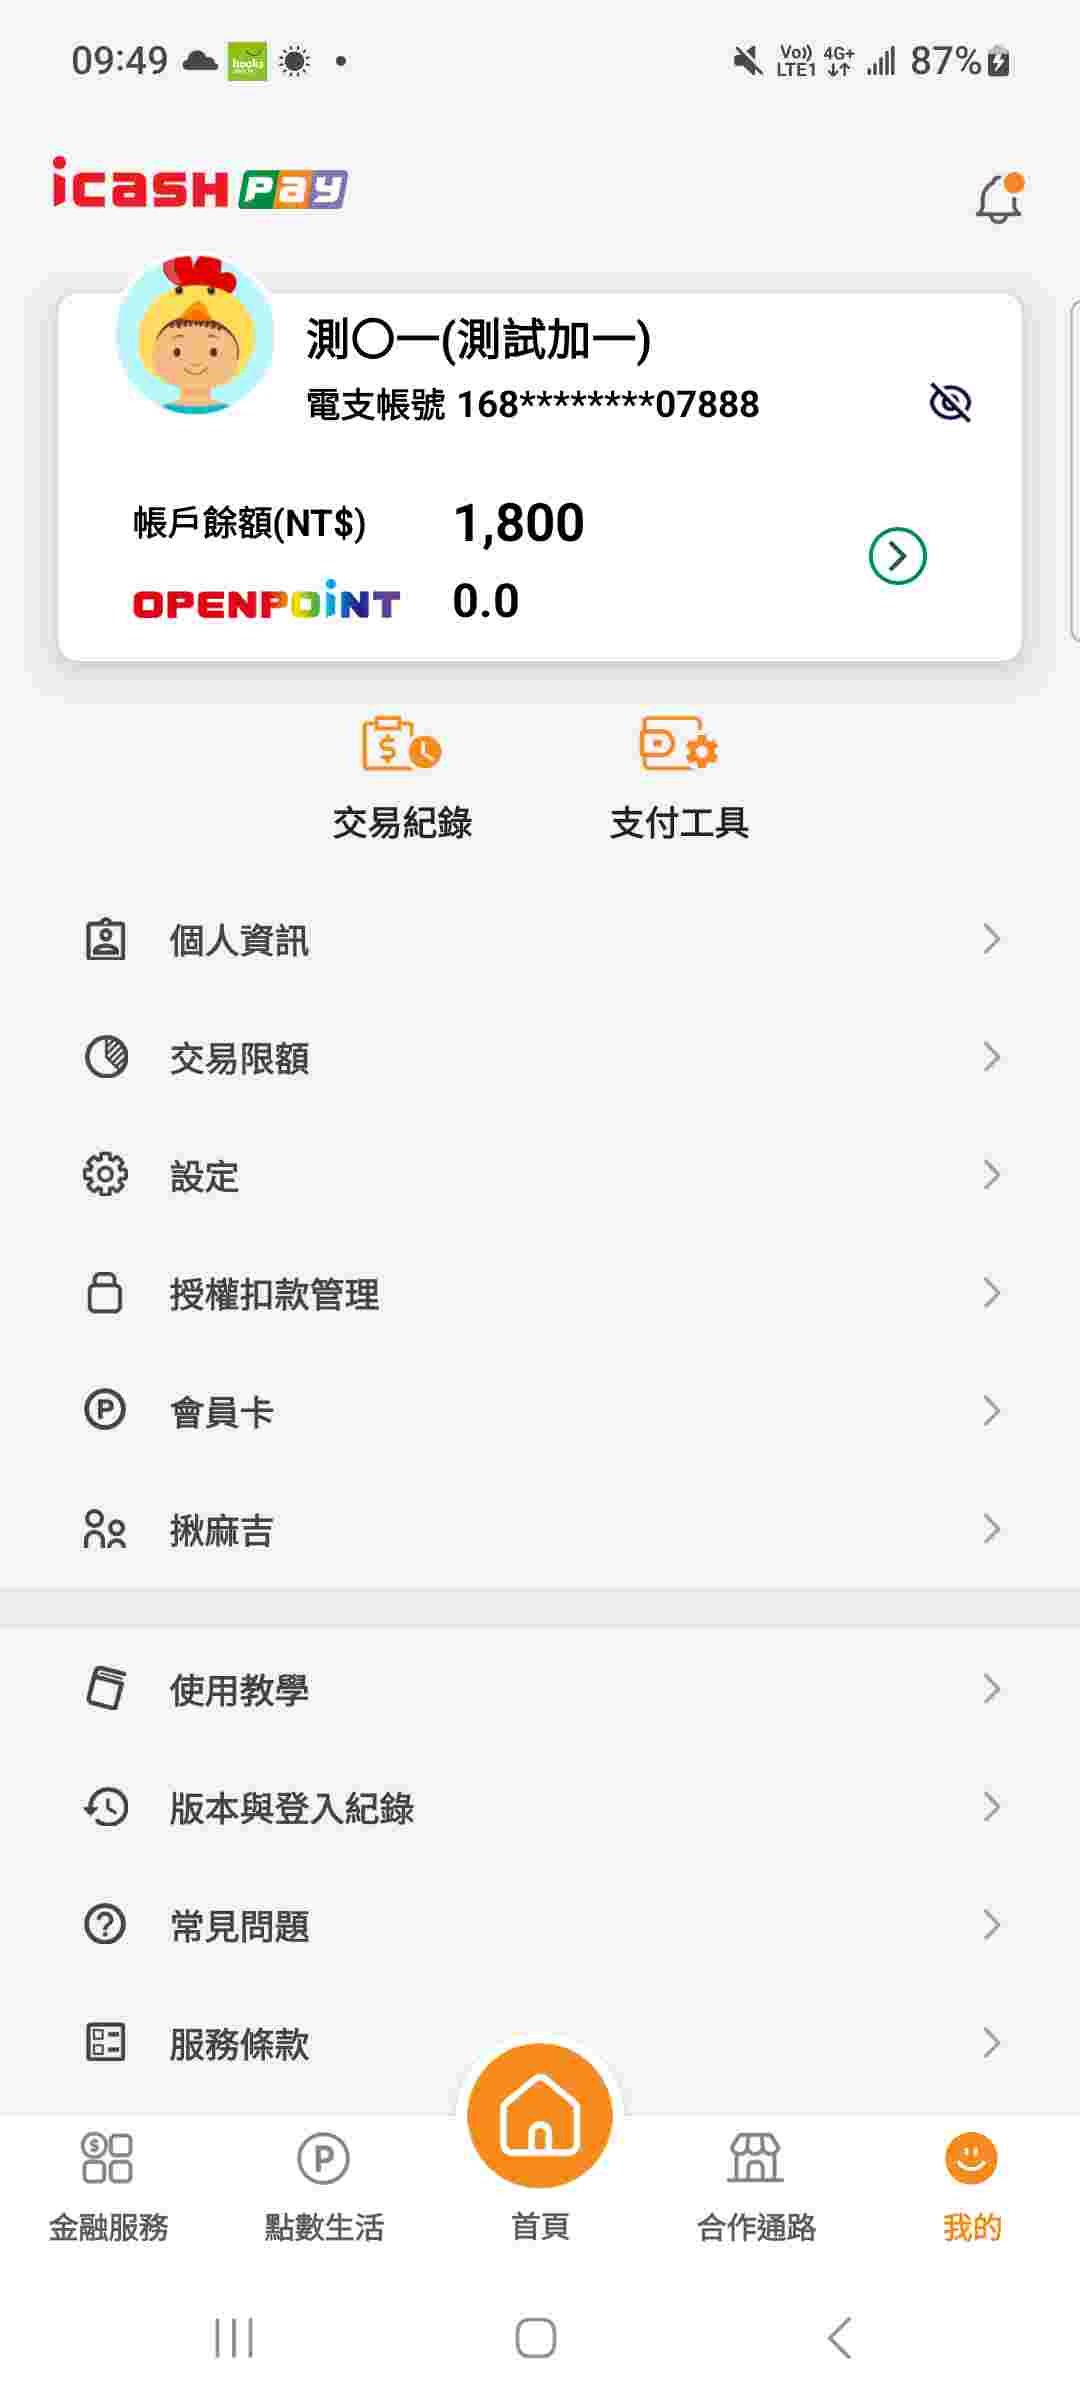 09:49
Vo)) LTE1 4G+ 87%
icash Pay
測〇一(測試加一)
電支帳號 168********07888
帳戶餘額(NT$) 1,800
OPENPOINT 0.0
交易紀錄 支付工具
個人資訊
交易限額
設定
授權扣款管理
會員卡
揪麻吉
使用教學
版本與登入紀錄
常見問題
服務條款
金融服務 點數生活 首頁 合作通路 我的